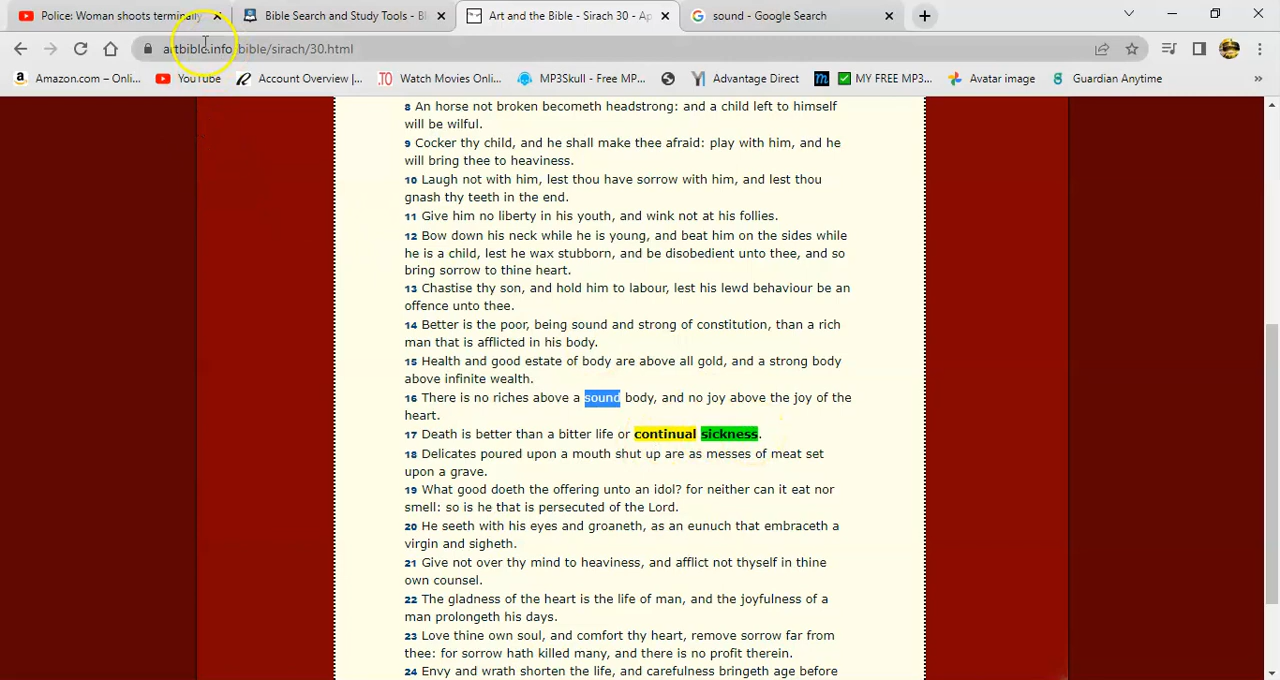 Police: Woman shoots terminally
Bible Search and Study Tools - B
Art and the Bible - Sirach 30 - Ap
sound - Google Search
artbible.info/bible/sirach/30.html
Amazon.com – Onli... YouTube Account Overview |... .TO Watch Movies Onl... MP3Skull - Free MP... Advantage Direct MY FREE MP3... Avatar image Guardian Anytime
8 An horse not broken becometh headstrong: and a child left to himself
will be wilful.
9 Cocker thy child, and he shall make thee afraid: play with him, and he
will bring thee to heaviness.
10 Laugh not with him, lest thou have sorrow with him, and lest thou
gnash thy teeth in the end.
11 Give him no liberty in his youth, and wink not at his follies.
12 Bow down his neck while he is young, and beat him on the sides while
he is a child, lest he wax stubborn, and be disobedient unto thee, and so
bring sorrow to thine heart.
13 Chastise thy son, and hold him to labour, lest his lewd behaviour be an
offence unto thee.
14 Better is the poor, being sound and strong of constitution, than a rich
man that is afflicted in his body.
15 Health and good estate of body are above all gold, and a strong body
above infinite wealth.
16 There is no riches above a sound body, and no joy above the joy of the
heart.
17 Death is better than a bitter life or continual sickness.
18 Delicates poured upon a mouth shut up are as messes of meat set
upon a grave.
19 What good doeth the offering unto an idol? for neither can it eat nor
smell: so is he that is persecuted of the Lord.
20 He seeth with his eyes and groaneth, as an eunuch that embraceth a
virgin and sigheth.
21 Give not over thy mind to heaviness, and afflict not thyself in thine
own counsel.
22 The gladness of the heart is the life of man, and the joyfulness of a
man prolongeth his days.
23 Love thine own soul, and comfort thy heart, remove sorrow far from
thee: for sorrow hath killed many, and there is no profit therein.
24 Envy and wrath shorten the life, and carefulness bringeth age before